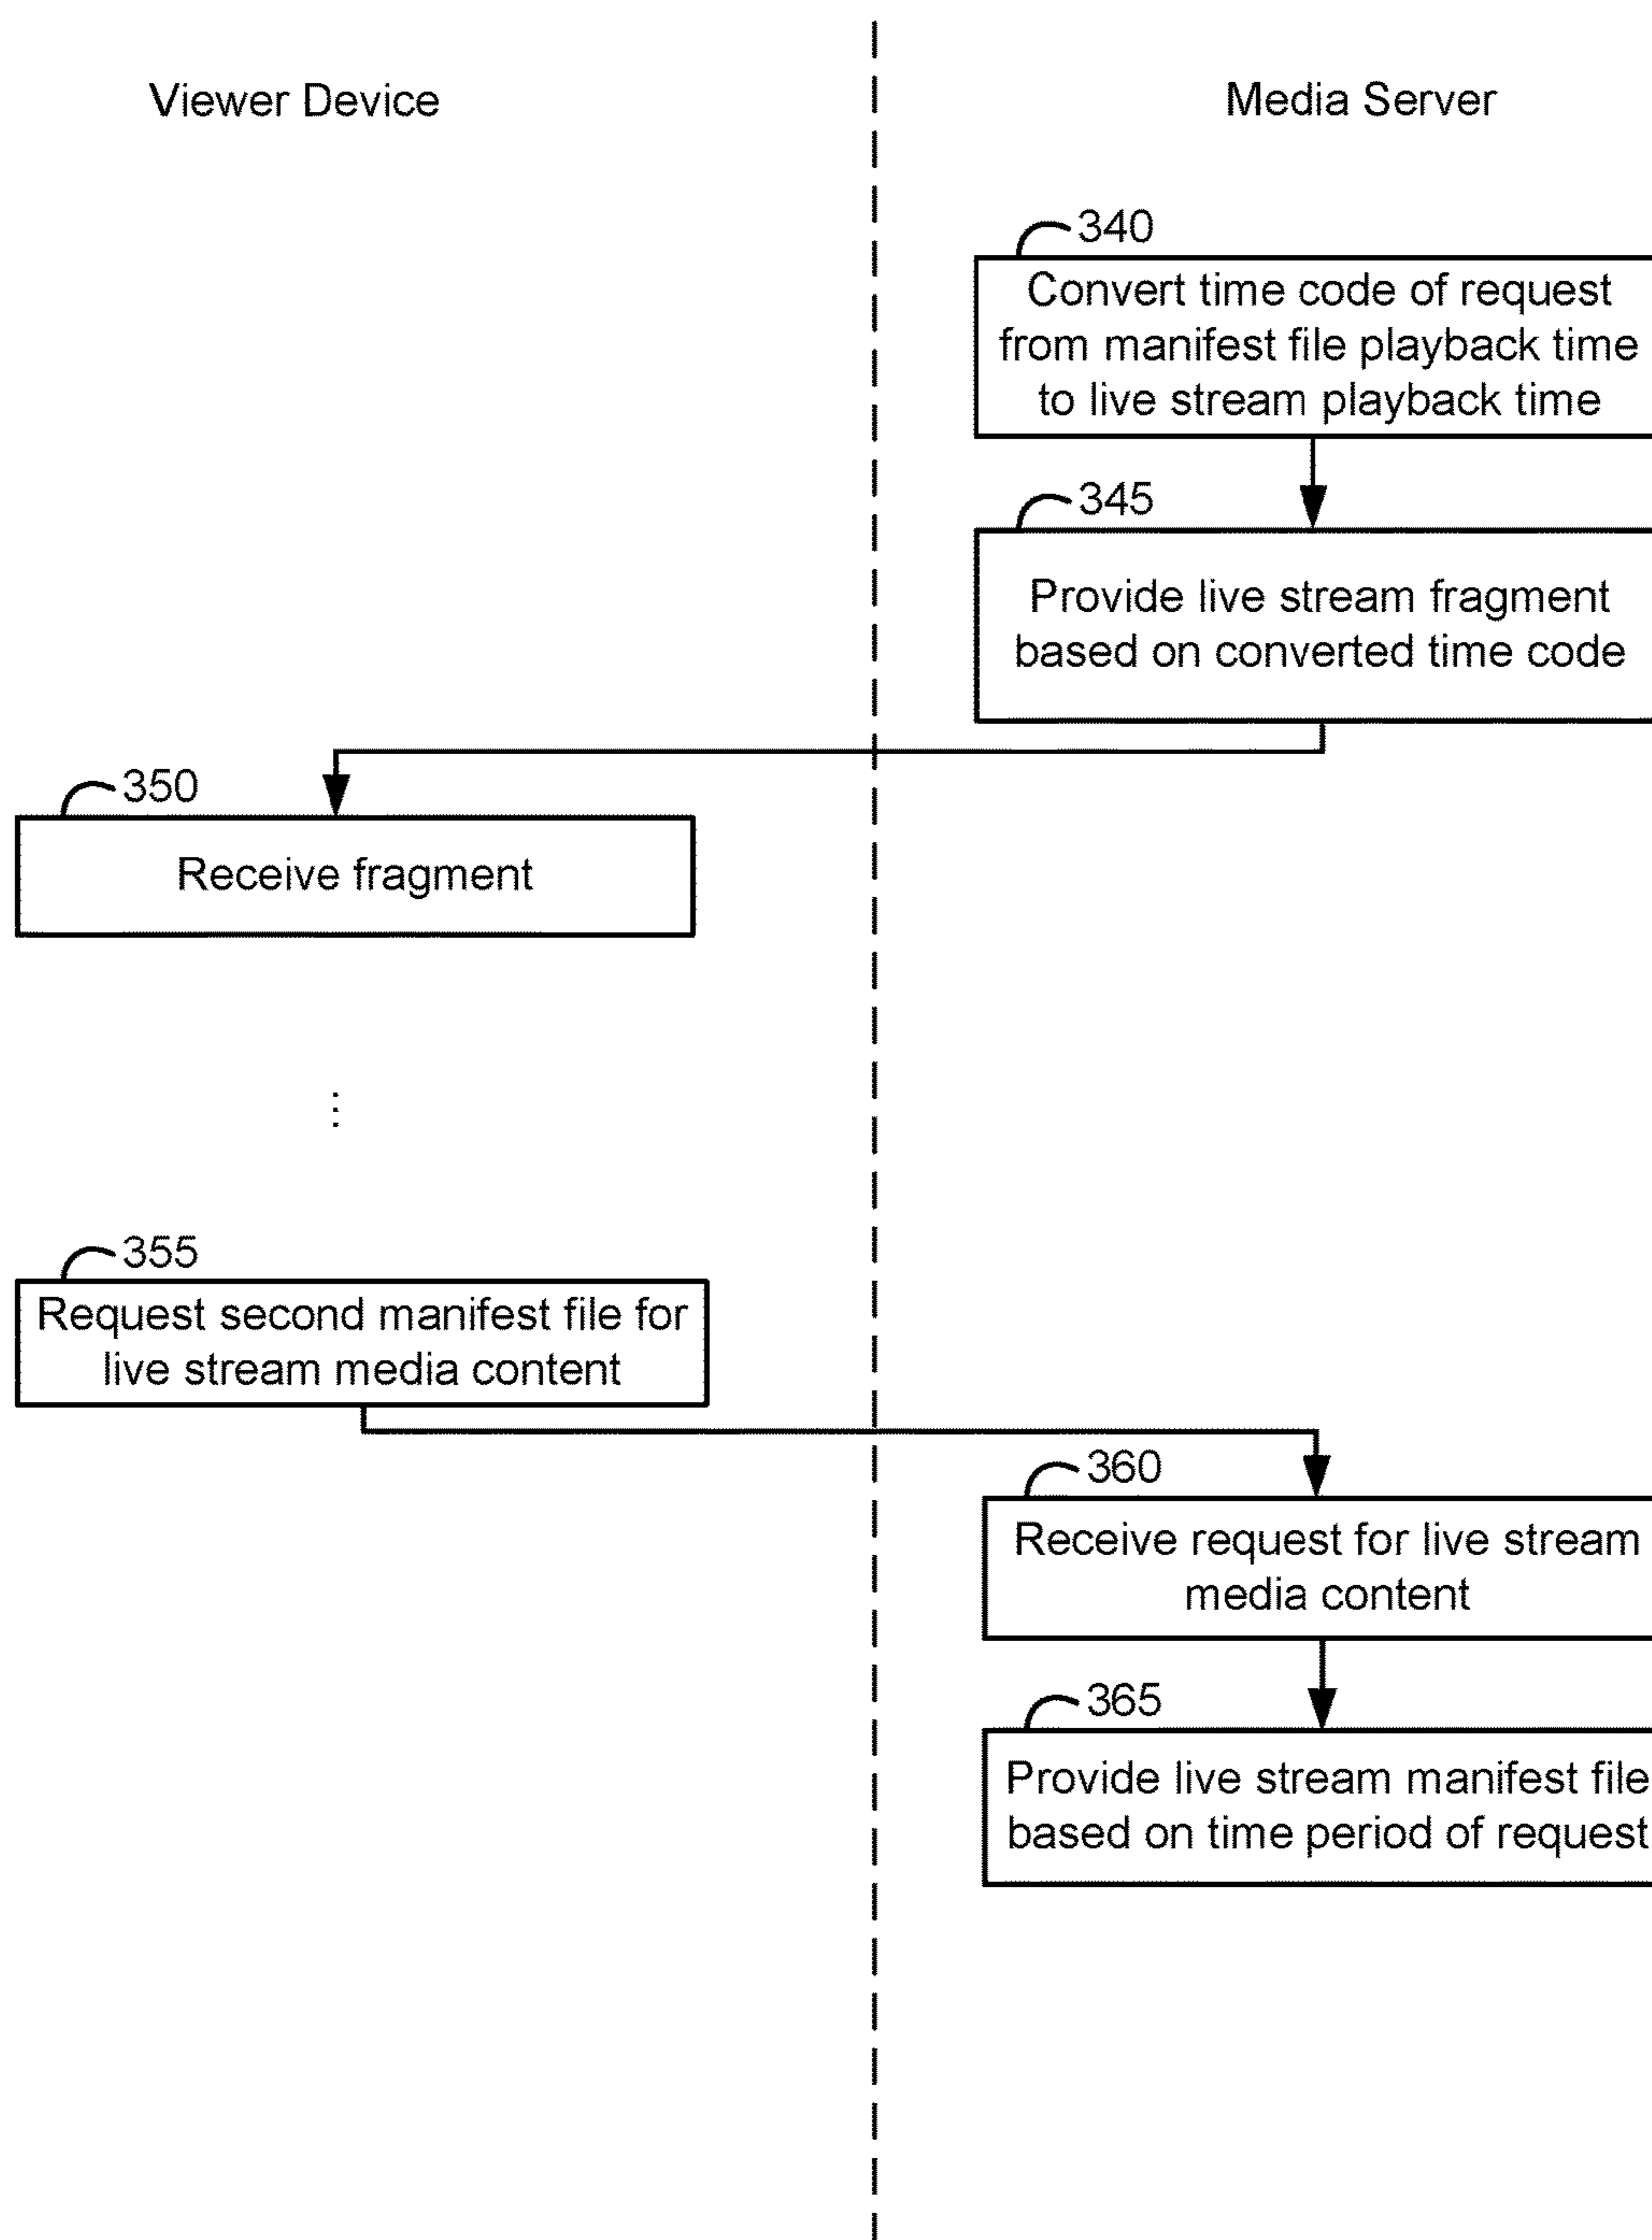 Viewer Device
Media Server
340
Convert time code of request
from manifest file playback time
to live stream playback time
345
Provide live stream fragment
based on converted time code
350
Receive fragment
⋮
355
Request second manifest file for
live stream media content
360
Receive request for live stream
media content
365
Provide live stream manifest file
based on time period of request